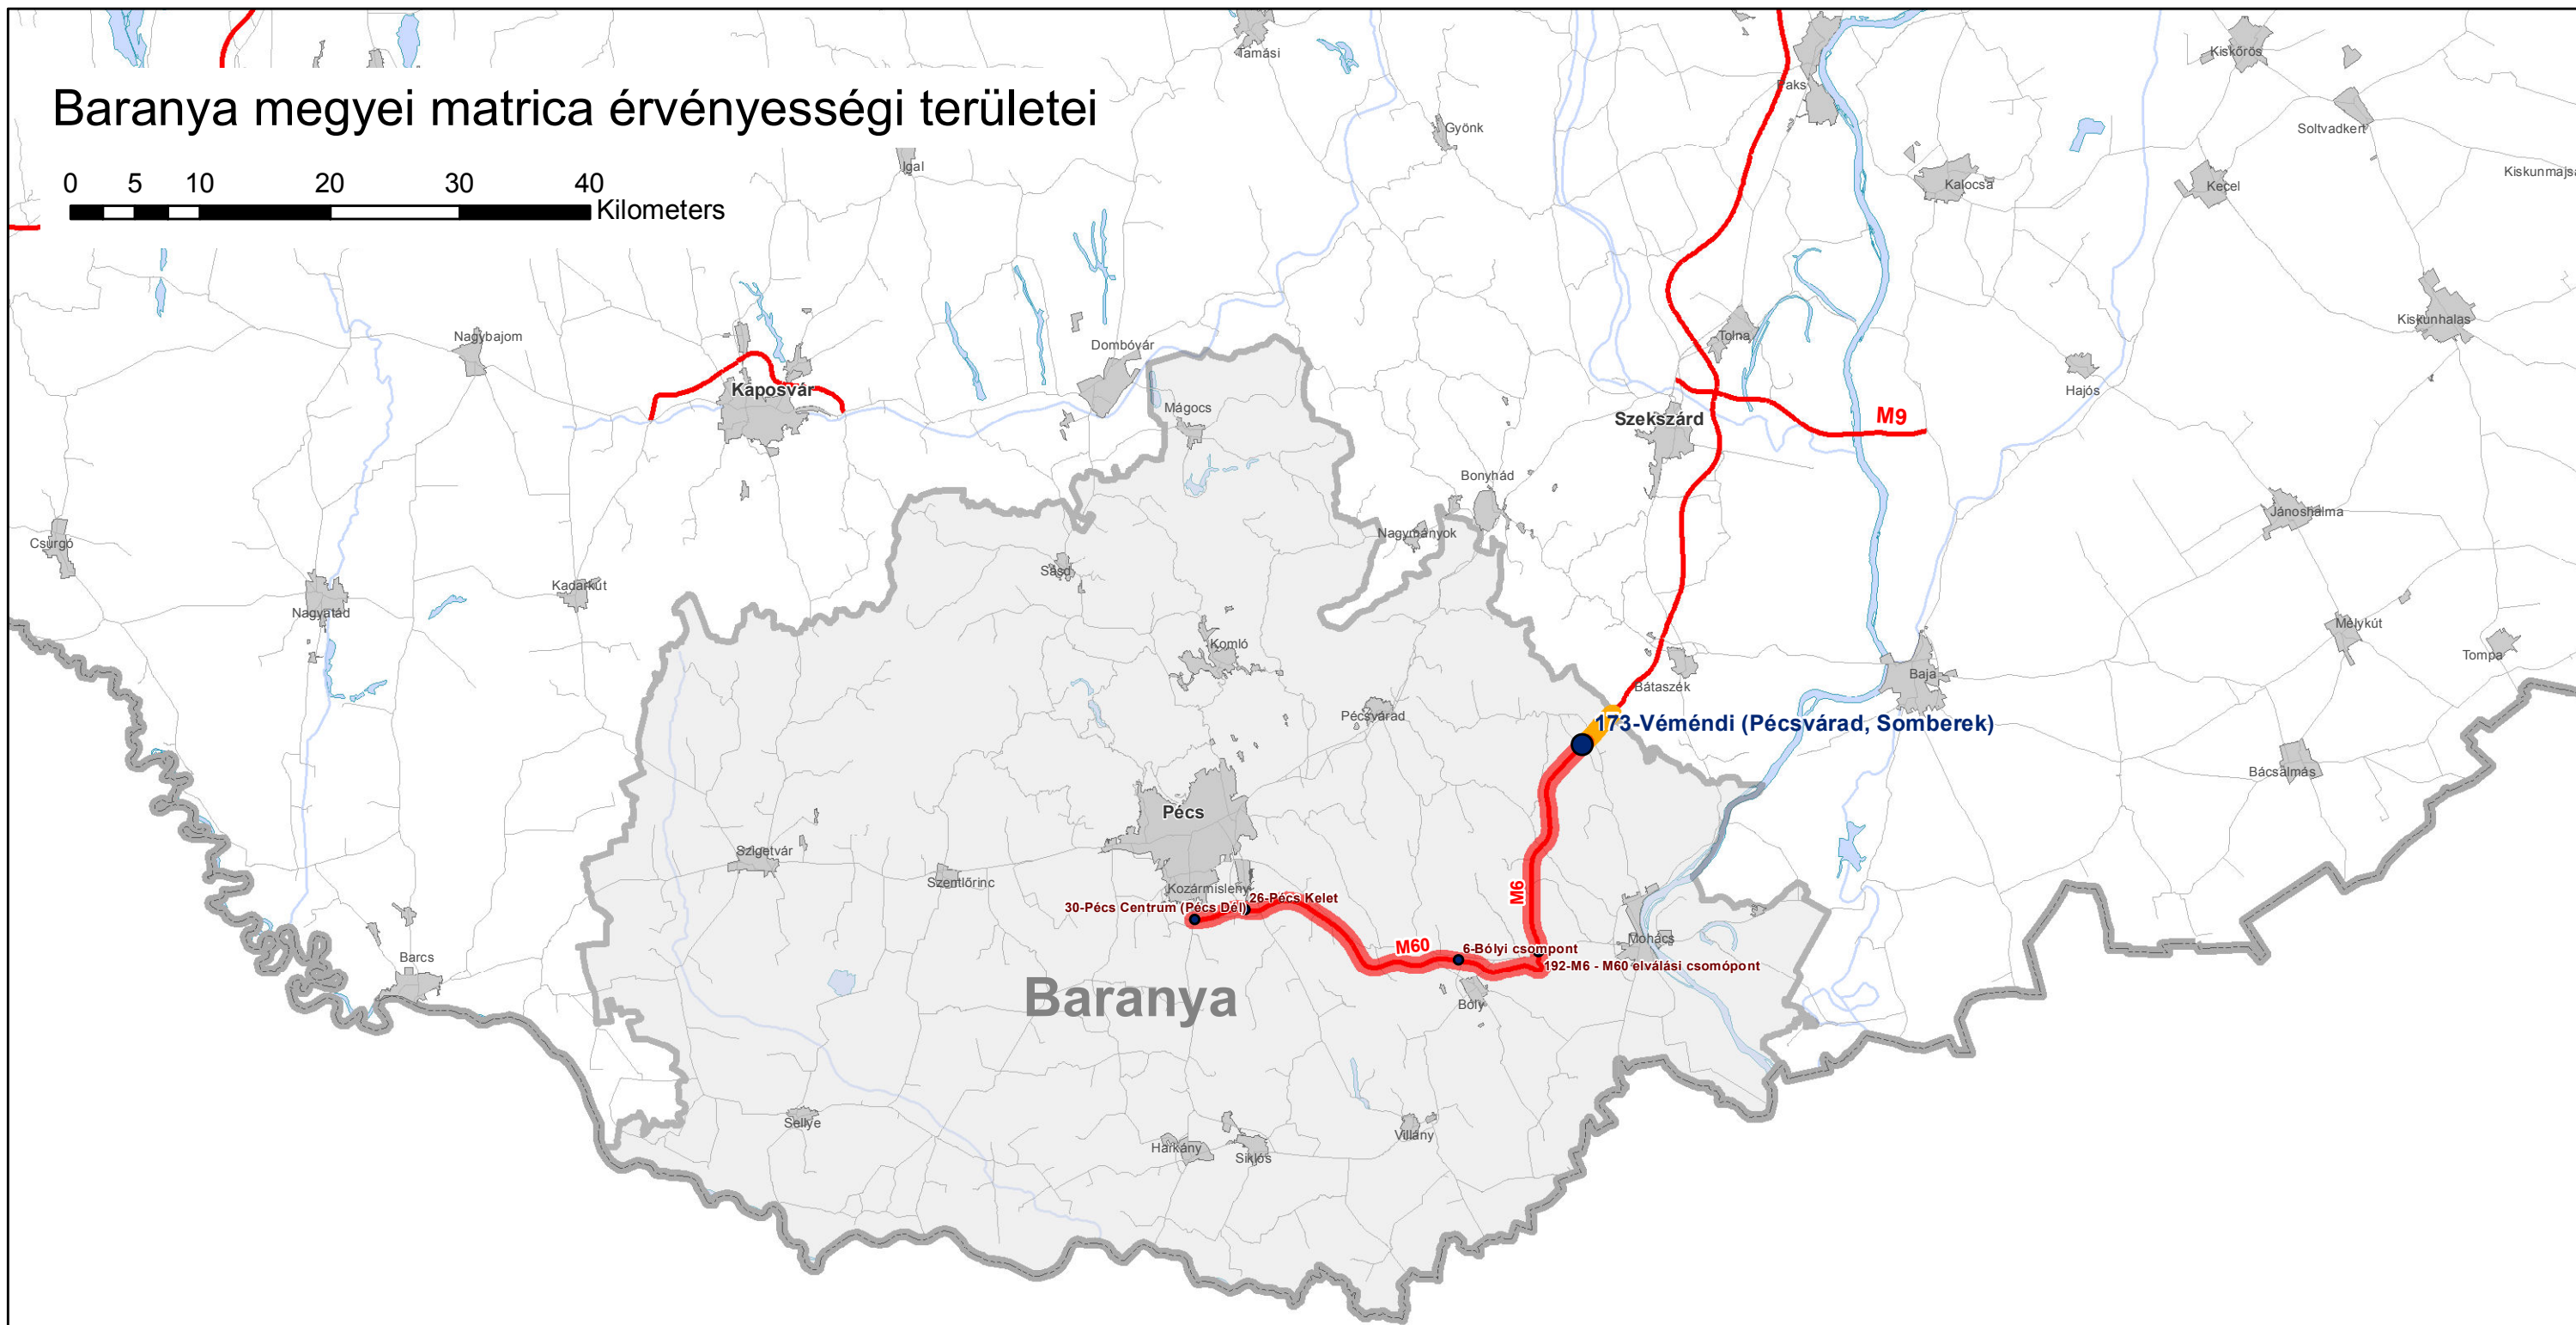 Tamási
Kiskőrös
Paks
Baranya megyei matrica érvényességi területei
Gyönk
Soltvadkert
Igal
Kalocsa
Kecel
Kiskunmajsa
0 5 10 20 30 40
Kilometers
Nagybajom
Dombóvár
Tolna
Kiskunhalas
Kaposvár
Hajós
Mágocs
Szekszárd
M9
Bonyhád
Jánoshalma
Nagymányok
Csurgó
Sásd
Kadarkút
Nagyatád
Mélykút
Komló
Tompa
Baja
Bátaszék
Pécsvárad
173-Véméndi (Pécsvárad, Somberek)
Bácsalmás
Pécs
Szigetvár
Szentlőrinc
Kozármisleny
M6
26-Pécs Kelet
30-Pécs Centrum (Pécs Dél)
Mohács
M60
6-Bólyi csompont
Barcs
192-M6 - M60 elválási csomópont
Baranya
Bóly
Sellye
Villány
Harkány
Siklós